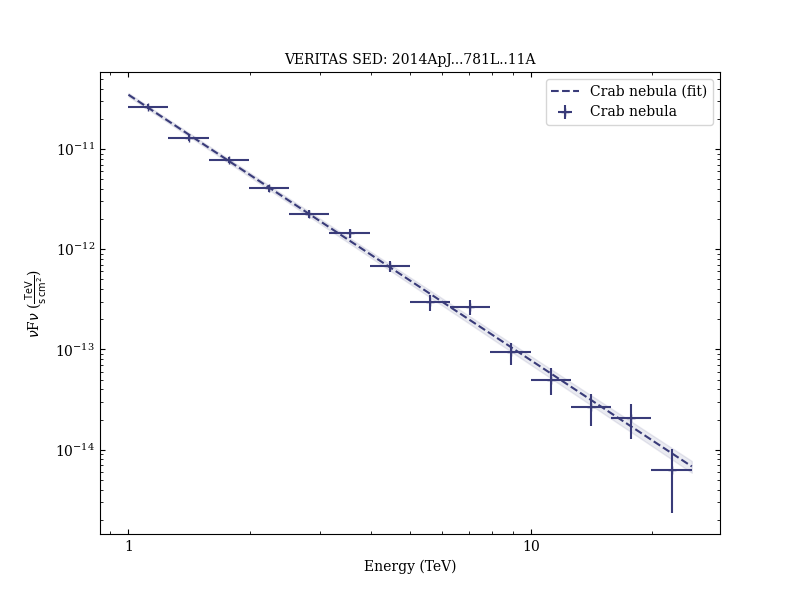 VERITAS SED: 2014ApJ...781L..11A
Crab nebula (fit)
Crab nebula
10⁻¹¹
10⁻¹²
10⁻¹³
10⁻¹⁴
νFν (TeV/s cm²)
1
10
Energy (TeV)